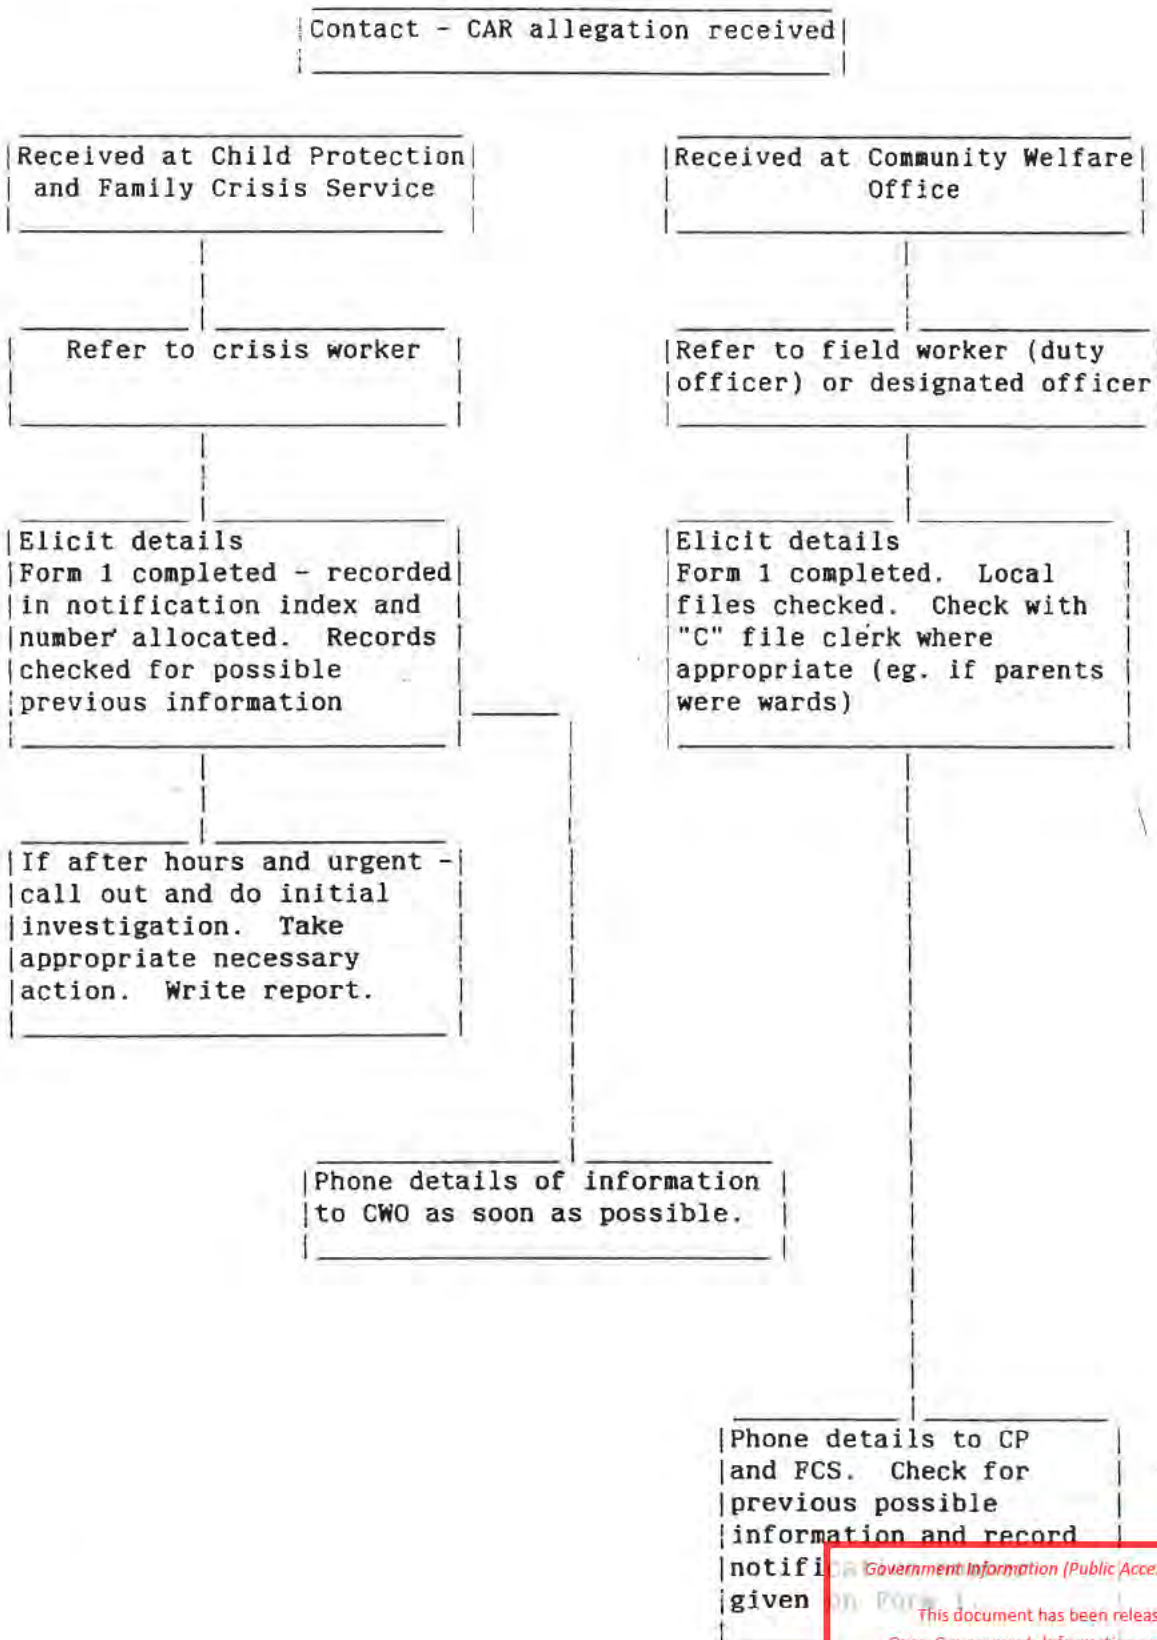 Contact - CAR allegation received
Received at Child Protection
and Family Crisis Service
Received at Community Welfare
Office
Refer to crisis worker
Refer to field worker (duty
officer) or designated officer
Elicit details
Form 1 completed - recorded
in notification index and
number allocated. Records
checked for possible
previous information
Elicit details
Form 1 completed. Local
files checked. Check with
"C" file clerk where
appropriate (eg. if parents
were wards)
If after hours and urgent -
call out and do initial
investigation. Take
appropriate necessary
action. Write report.
Phone details of information
to CWO as soon as possible.
Phone details to CP
and FCS. Check for
previous possible
information and record
notifi
given on Form 1.
Government Information (Public Acce
This document has been releas